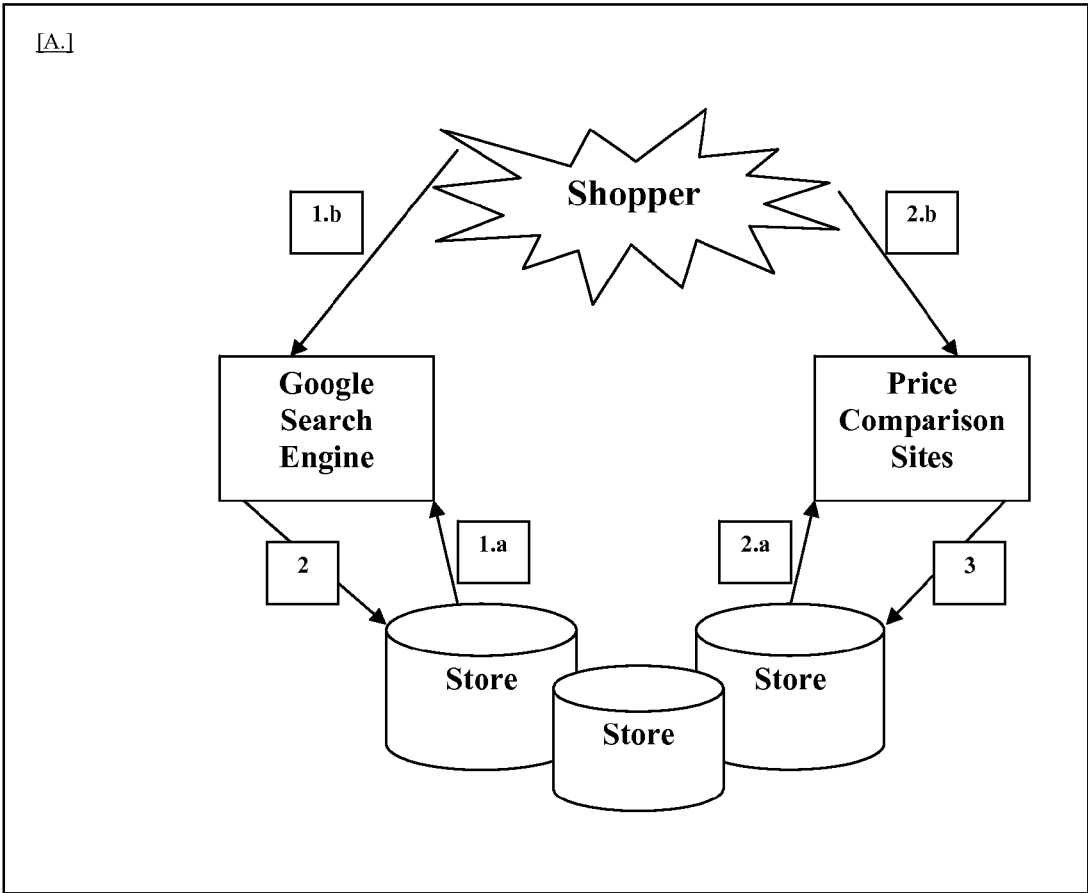 [A.]
Shopper
1.b
2.b
Google
Search
Engine
Price
Comparison
Sites
1.a
2.a
2
3
Store
Store
Store